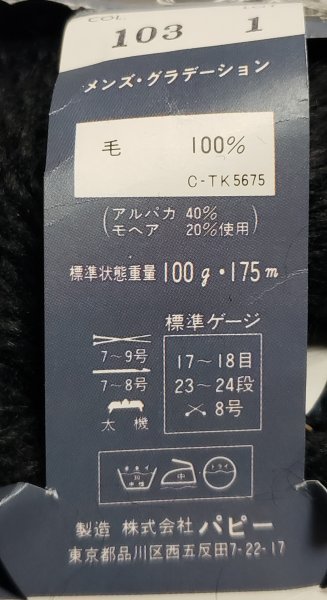 COL.
103 1
メンズ・グラデーション
毛 100%
C-TK5675
(アルパカ 40%
モヘア 20%使用)
標準状態重量 100g・175m
標準ゲージ
7〜9号
7〜8号
太機
17〜18目
23〜24段
8号
中
ドライ
製造 株式会社 パピー
東京都品川区西五反田7-22-17